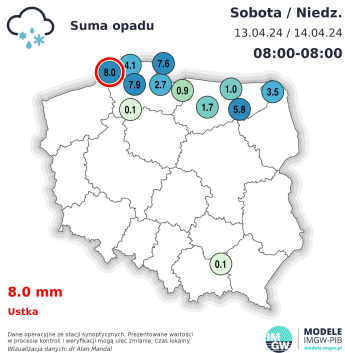 Suma opadu
Sobota / Niedz.
13.04.24 / 14.04.24
08:00-08:00
8.0
4.1
7.6
7.9
2.7
0.9
1.0
3.5
1.7
5.8
0.1
0.1
8.0 mm
Ustka
Dane operacyjne ze stacji synoptycznych. Prezentowane wartości
w procesie kontroli i weryfikacji mogą ulec zmianie. Czas lokalny.
Wizualizacja danych: dr Alan Mandal
IM
GW
MODELE
IMGW-PIB
modele.imgw.pl